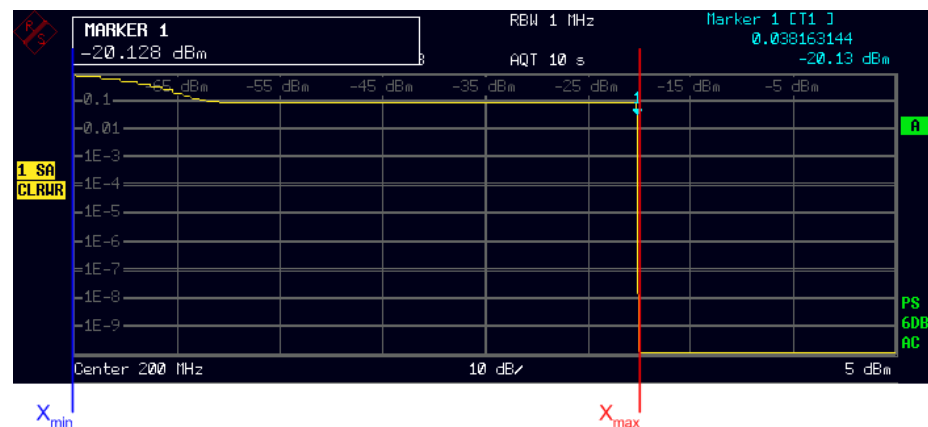 R/S
MARKER 1
-20.128 dBm
RBW 1 MHz
AQT 10 s
Marker 1 [T1 ]
0.038163144
-20.13 dBm
-65 dBm -55 dBm -45 dBm -35 dBm -25 dBm -15 dBm -5 dBm
0.1
0.01
1E-3
1E-4
1E-5
1E-6
1E-7
1E-8
1E-9
1
1 SA
CLRWR
A
PS
6DB
AC
Center 200 MHz 10 dB/ 5 dBm
Xmin Xmax